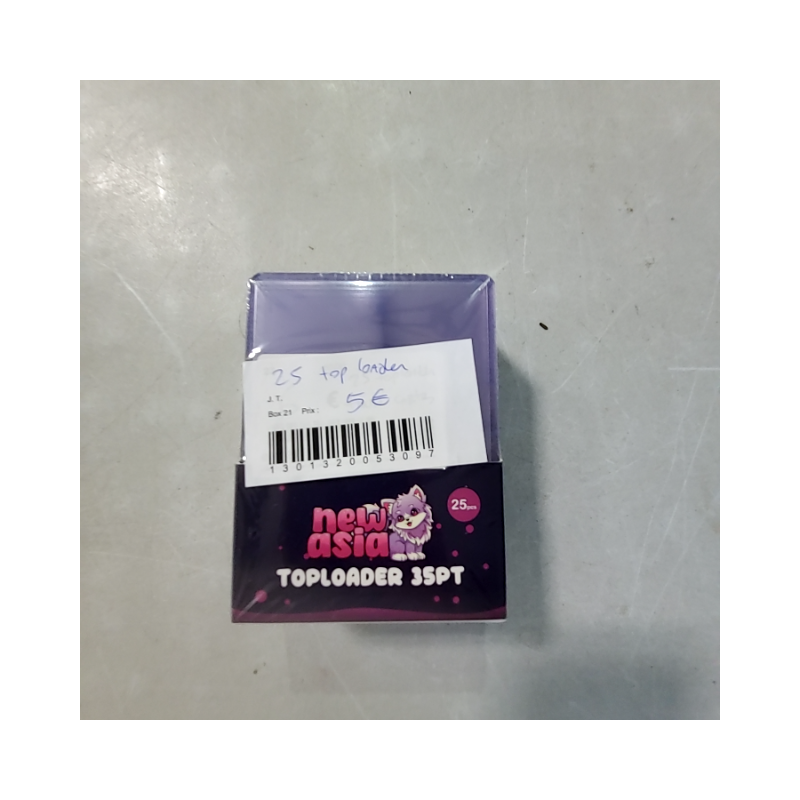 25 top loader
J. T.
5€
Box 21 Prix :
1301320053097
new
asia
25pcs
TOPLOADER 35PT